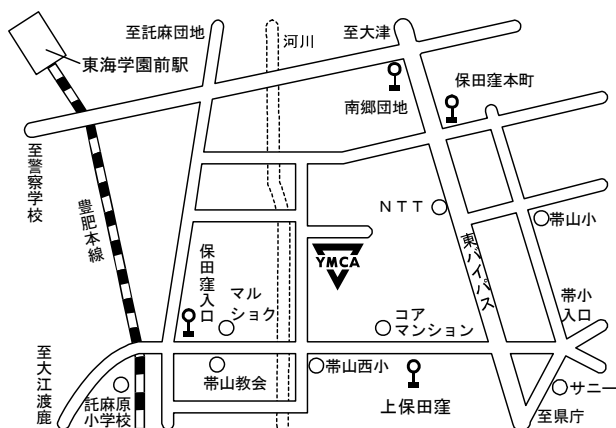 至託麻団地
河川
至大津
東海学園前駅
南郷団地
保田窪本町
至警察学校
豊肥本線
NTT
帯山小
東バイパス
YMCA
保田窪入口
マル
ショク
コア
マンション
帯小
入口
至大江渡鹿
託麻原
小学校
帯山教会
帯山西小
上保田窪
サニー
至県庁